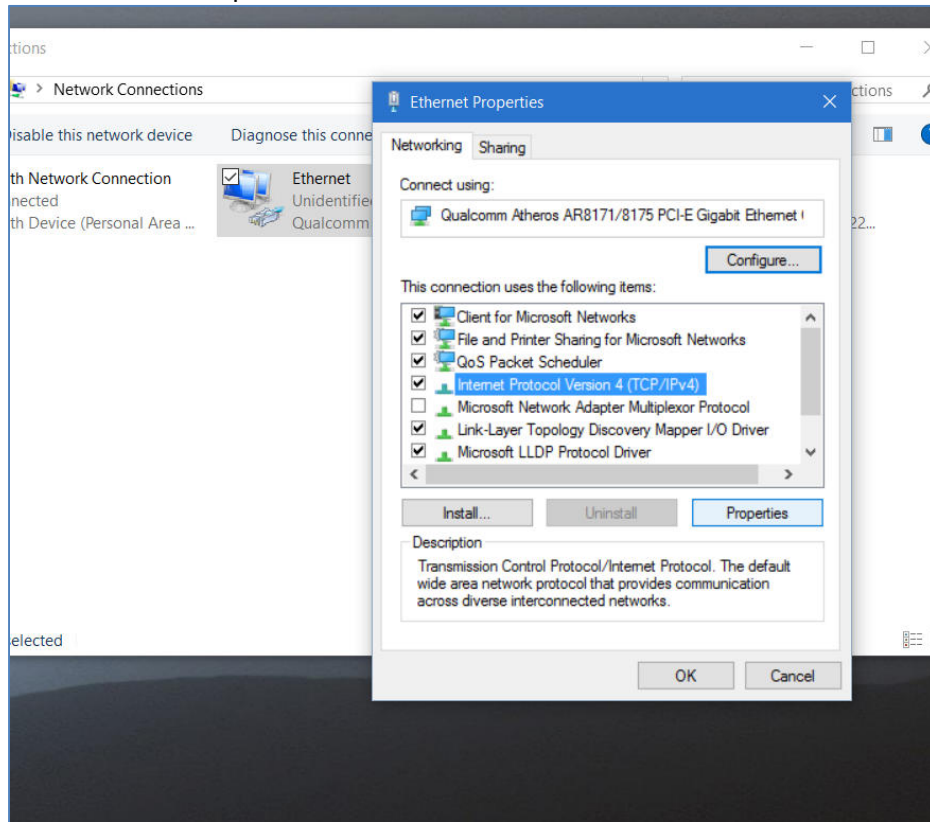 ctions
> Network Connections
ctions
Disable this network device Diagnose this conne
th Network Connection
nnected
th Device (Personal Area ...
Ethernet
Unidentifie
Qualcomm
22...
selected
Ethernet Properties
Networking Sharing
Connect using:
Qualcomm Atheros AR8171/8175 PCI-E Gigabit Ethernet (
Configure...
This connection uses the following items:
Client for Microsoft Networks
File and Printer Sharing for Microsoft Networks
QoS Packet Scheduler
Internet Protocol Version 4 (TCP/IPv4)
Microsoft Network Adapter Multiplexor Protocol
Link-Layer Topology Discovery Mapper I/O Driver
Microsoft LLDP Protocol Driver
Install... Uninstall Properties
Description
Transmission Control Protocol/Internet Protocol. The default
wide area network protocol that provides communication
across diverse interconnected networks.
OK Cancel